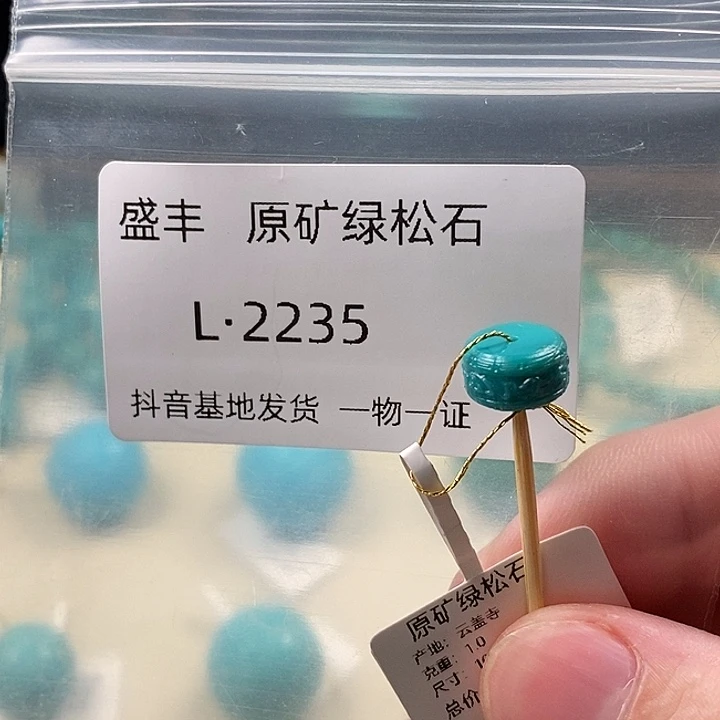 盛丰 原矿绿松石
L·2235
抖音基地发货 一物一证
原矿绿松石
产地: 云盖寺
克重: 1.0
尺寸:
总价